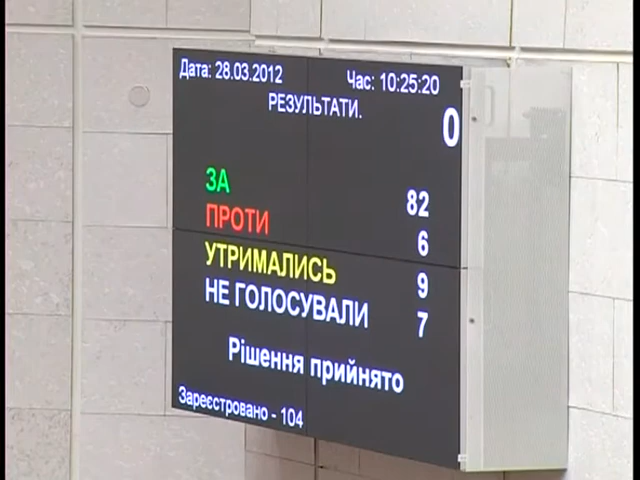 Дата: 28.03.2012 Час: 10:25:20
РЕЗУЛЬТАТИ.
0
ЗА 82
ПРОТИ 6
УТРИМАЛИСЬ 9
НЕ ГОЛОСУВАЛИ 7
Рішення прийнято
Зареєстровано - 104